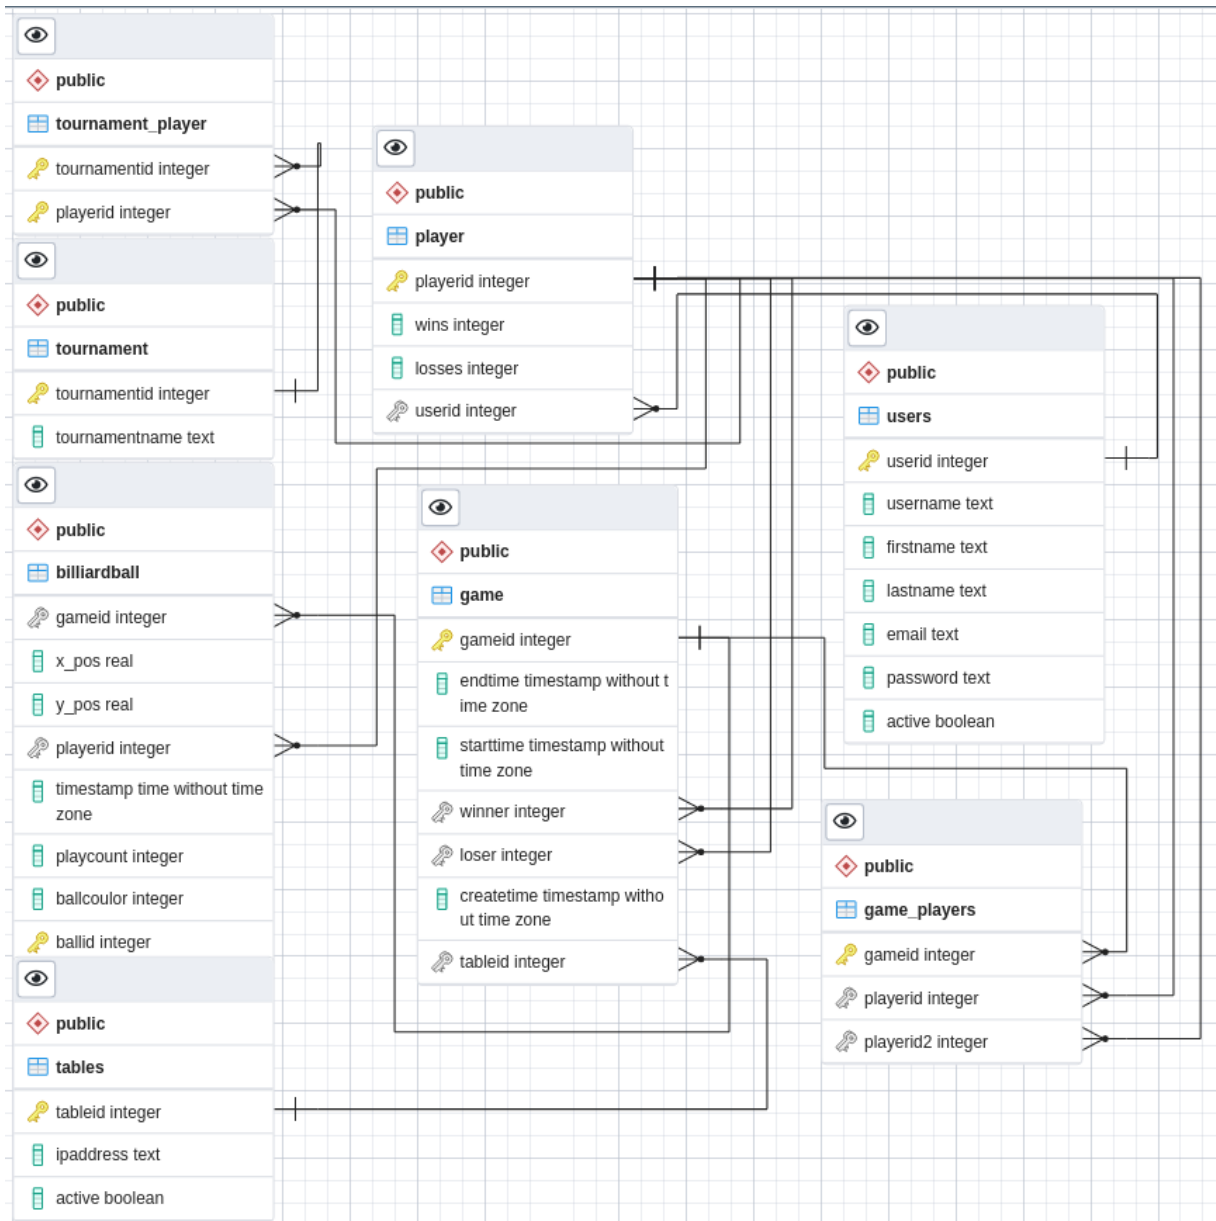 public
tournament_player
tournamentid integer
playerid integer
public
tournament
tournamentid integer
tournamentname text
public
billiardball
gameid integer
x_pos real
y_pos real
playerid integer
timestamp time without time
zone
playcount integer
ballcoulor integer
ballid integer
public
tables
tableid integer
ipaddress text
active boolean
public
player
playerid integer
wins integer
losses integer
userid integer
public
game
gameid integer
endtime timestamp without t
ime zone
starttime timestamp without
time zone
winner integer
loser integer
createtime timestamp witho
ut time zone
tableid integer
public
users
userid integer
username text
firstname text
lastname text
email text
password text
active boolean
public
game_players
gameid integer
playerid integer
playerid2 integer